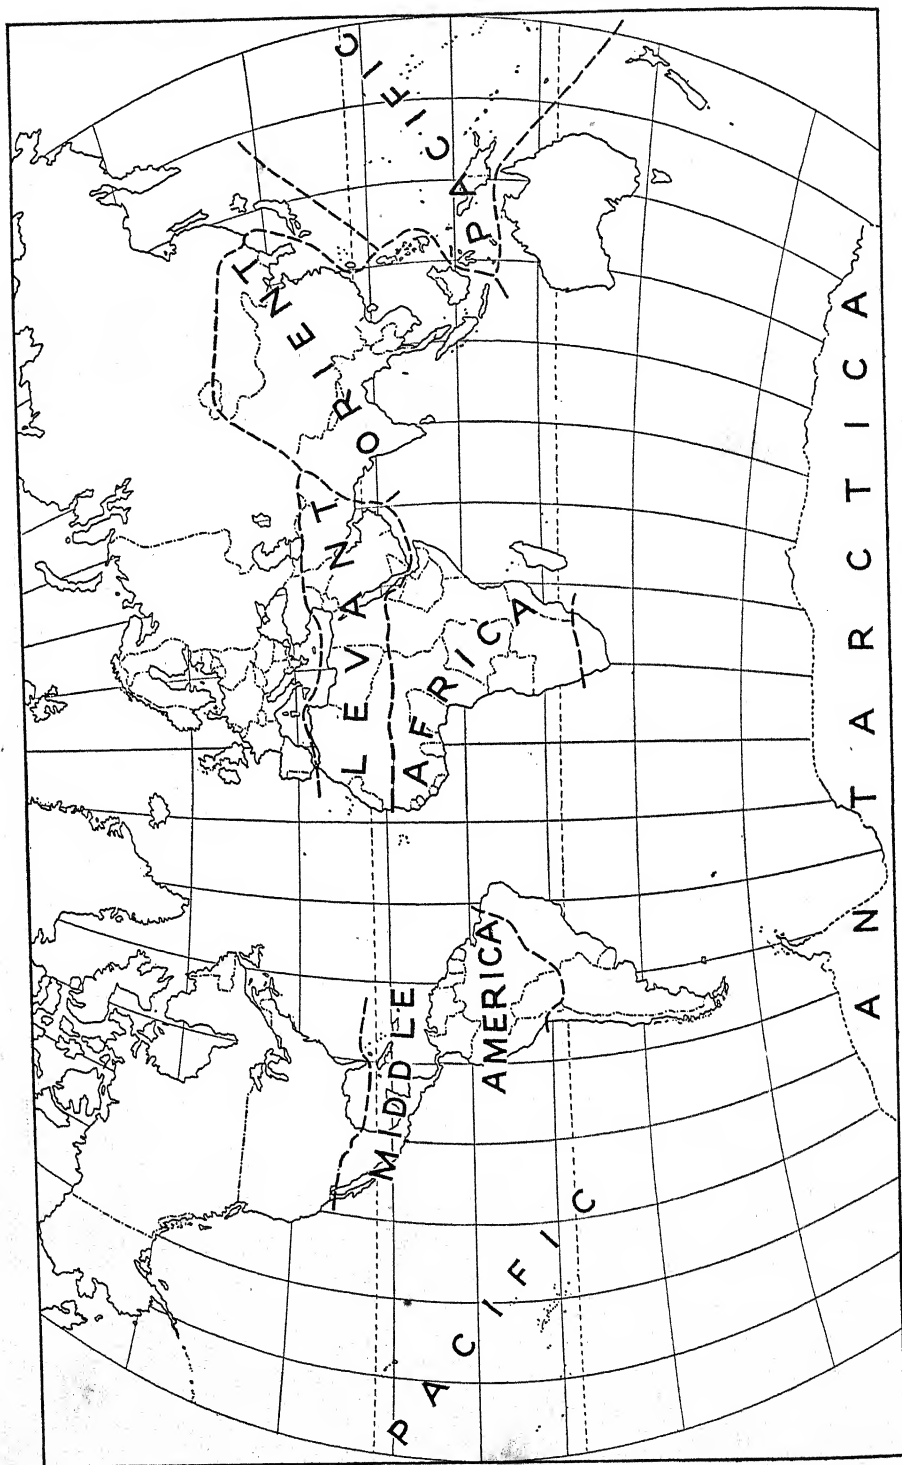 PACIFIC
MIDDLE
AMERICA
LEVANT
AFRICA
ORIENT
PACIFIC
ANTARCTICA